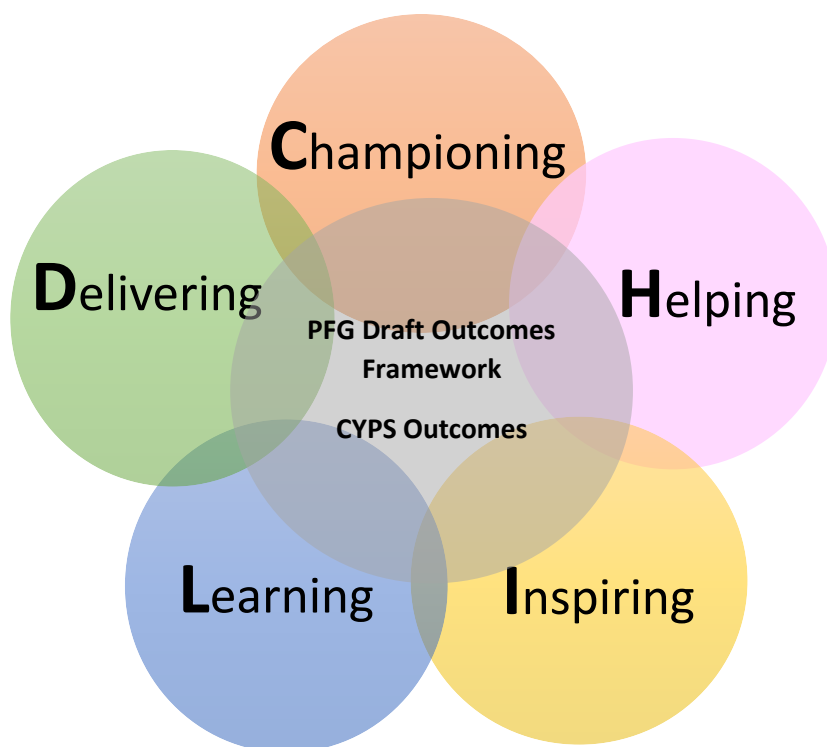 Championing
Helping
Inspiring
Learning
Delivering
PFG Draft Outcomes
Framework
CYPS Outcomes